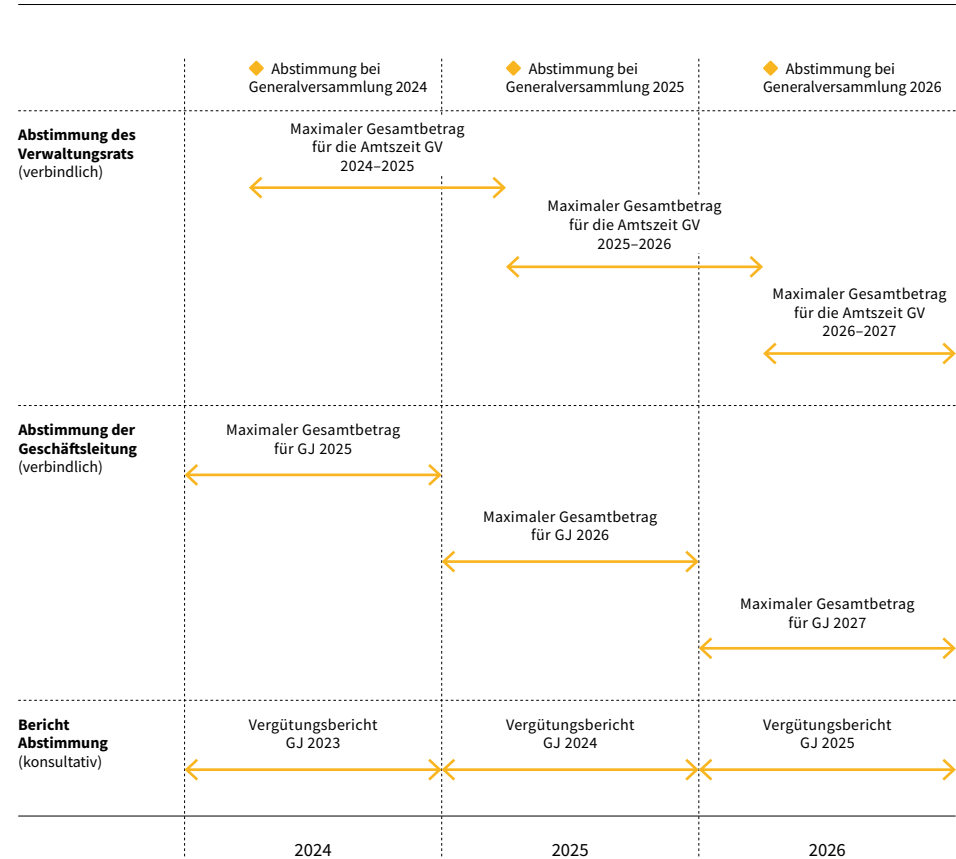 Abstimmung bei
Generalversammlung 2024
Abstimmung bei
Generalversammlung 2025
Abstimmung bei
Generalversammlung 2026
Abstimmung des
Verwaltungsrats
(verbindlich)
Maximaler Gesamtbetrag
für die Amtszeit GV
2024–2025
Maximaler Gesamtbetrag
für die Amtszeit GV
2025–2026
Maximaler Gesamtbetrag
für die Amtszeit GV
2026–2027
Abstimmung der
Geschäftsleitung
(verbindlich)
Maximaler Gesamtbetrag
für GJ 2025
Maximaler Gesamtbetrag
für GJ 2026
Maximaler Gesamtbetrag
für GJ 2027
Bericht
Abstimmung
(konsultativ)
Vergütungsbericht
GJ 2023
Vergütungsbericht
GJ 2024
Vergütungsbericht
GJ 2025
2024
2025
2026